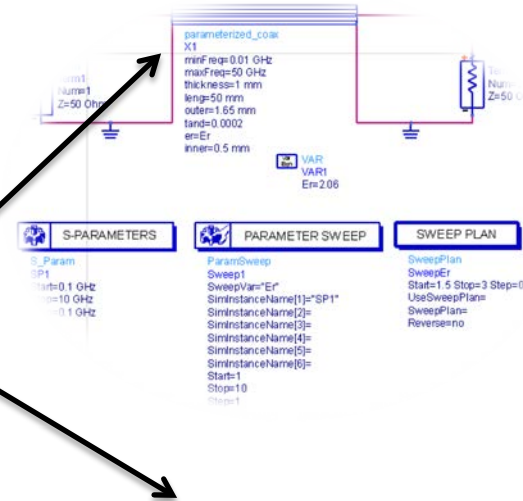 parameterized_coax
X1
minFreq=0.01 GHz
maxFreq=50 GHz
thickness=1 mm
leng=50 mm
outer=1.65 mm
tand=0.0002
er=Er
inner=0.5 mm
Num=1
Z=50 Ohm
Num=
Z=50
VAR
VAR1
Er=2.06
S-PARAMETERS
S_Param
SP1
Start=0.1 GHz
=10 GHz
=0.1 GHz
PARAMETER SWEEP
ParamSweep
Sweep1
SweepVar="Er"
SimInstanceName[1]="SP1"
SimInstanceName[2]=
SimInstanceName[3]=
SimInstanceName[4]=
SimInstanceName[5]=
SimInstanceName[6]=
Start=1
Stop=10
Step=1
SWEEP PLAN
SweepPlan
SweepEr
Start=1.5 Stop=3 Step=0
UseSweepPlan=
SweepPlan=
Reverse=no